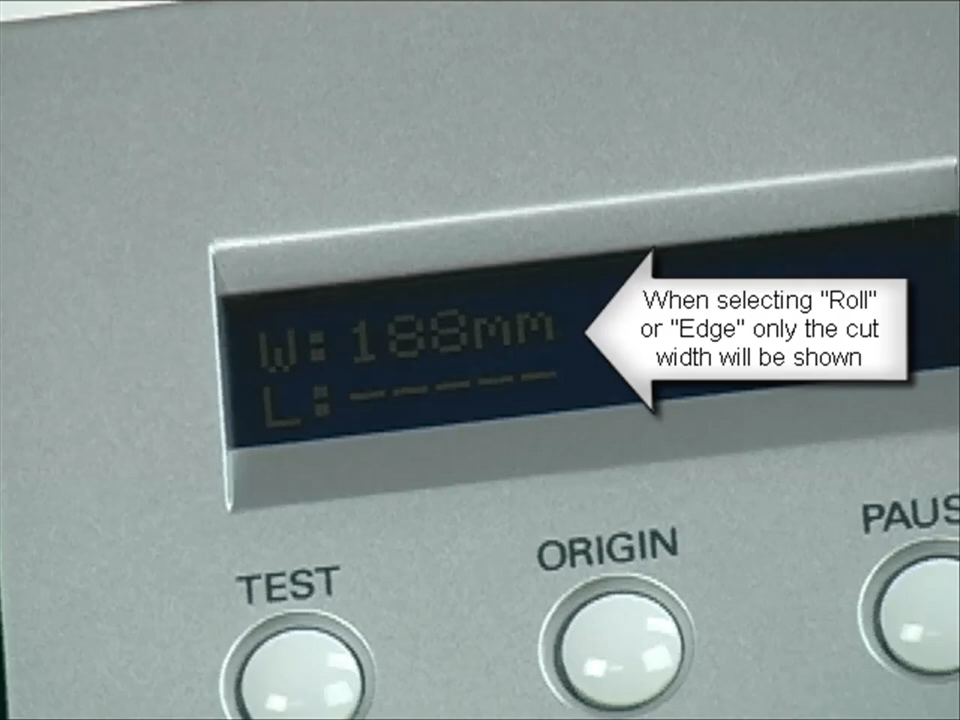 W:188mm
L:-----
When selecting "Roll"
or "Edge" only the cut
width will be shown
TEST
ORIGIN
PAUS